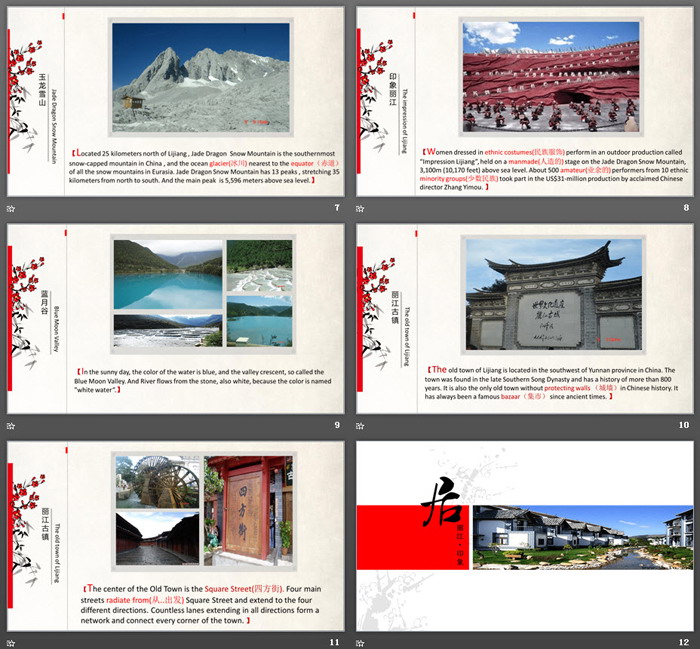 玉龙雪山
Jade Dragon Snow Mountain
【Located 25 kilometers north of Lijiang , Jade Dragon Snow Mountain is the southernmost
snow-capped mountain in China , and the ocean glacier(冰川) nearest to the equator（赤道）
of all the snow mountains in Eurasia. Jade Dragon Snow Mountain has 13 peaks , stretching 35
kilometers from north to south. And the main peak is 5,596 meters above sea level.】
7
印象丽江
The impression of Lijiang
【Women dressed in ethnic costumes(民族服饰) perform in an outdoor production called
"Impression Lijiang", held on a manmade(人造的) stage on the Jade Dragon Snow Mountain,
3,100m (10,170 feet) above sea level. About 500 amateur(业余的) performers from 10 ethnic
minority groups(少数民族) took part in the US$31-million production by acclaimed Chinese
director Zhang Yimou. 】
8
蓝月谷
Blue Moon Valley
【In the sunny day, the color of the water is blue, and the valley crescent, so called the
Blue Moon Valley. And River flows from the stone, also white, because the color is named
"white water".】
9
丽江古镇
The old town of Lijiang
【The old town of Lijiang is located in the southwest of Yunnan province in China. The
town was found in the late Southern Song Dynasty and has a history of more than 800
years. It is also the only old town without protecting walls（城墙）in Chinese history. It
has always been a famous bazaar（集市） since ancient times. 】
10
丽江古镇
The old town of Lijiang
四方街
【The center of the Old Town is the Square Street(四方街). Four main
streets radiate from(从...出发) Square Street and extend to the four
different directions. Countless lanes extending in all directions form a
network and connect every corner of the town. 】
11
居
丽江·印象
12